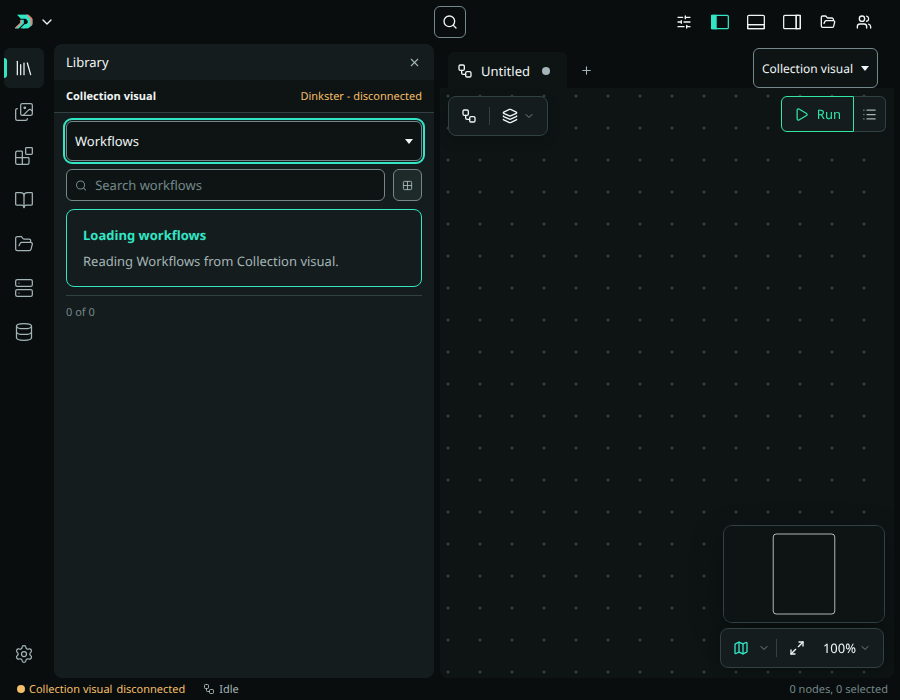 Library
Collection visual
Dinkster - disconnected
Workflows
Search workflows
Loading workflows
Reading Workflows from Collection visual.
0 of 0
Untitled
Collection visual
Run
100%
Collection visual disconnected
Idle
0 nodes, 0 selected